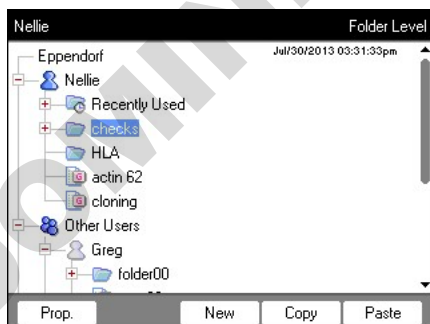 Nellie Folder Level
Eppendorf Jul/30/2013 03:31:33pm
Nellie
Recently Used
checks
HLA
actin 62
cloning
Other Users
Greg
folder00
Prop. New Copy Paste